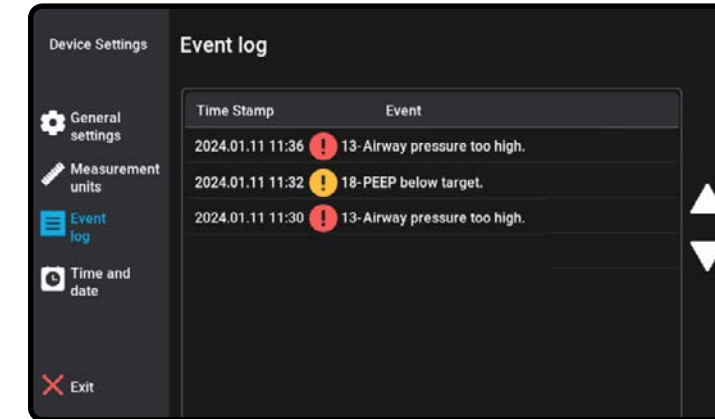 Device Settings
Event log
General
settings
Measurement
units
Event
log
Time and
date
Exit
Time Stamp Event
2024.01.11 11:36 ! 13-Airway pressure too high.
2024.01.11 11:32 ! 18-PEEP below target.
2024.01.11 11:30 ! 13-Airway pressure too high.